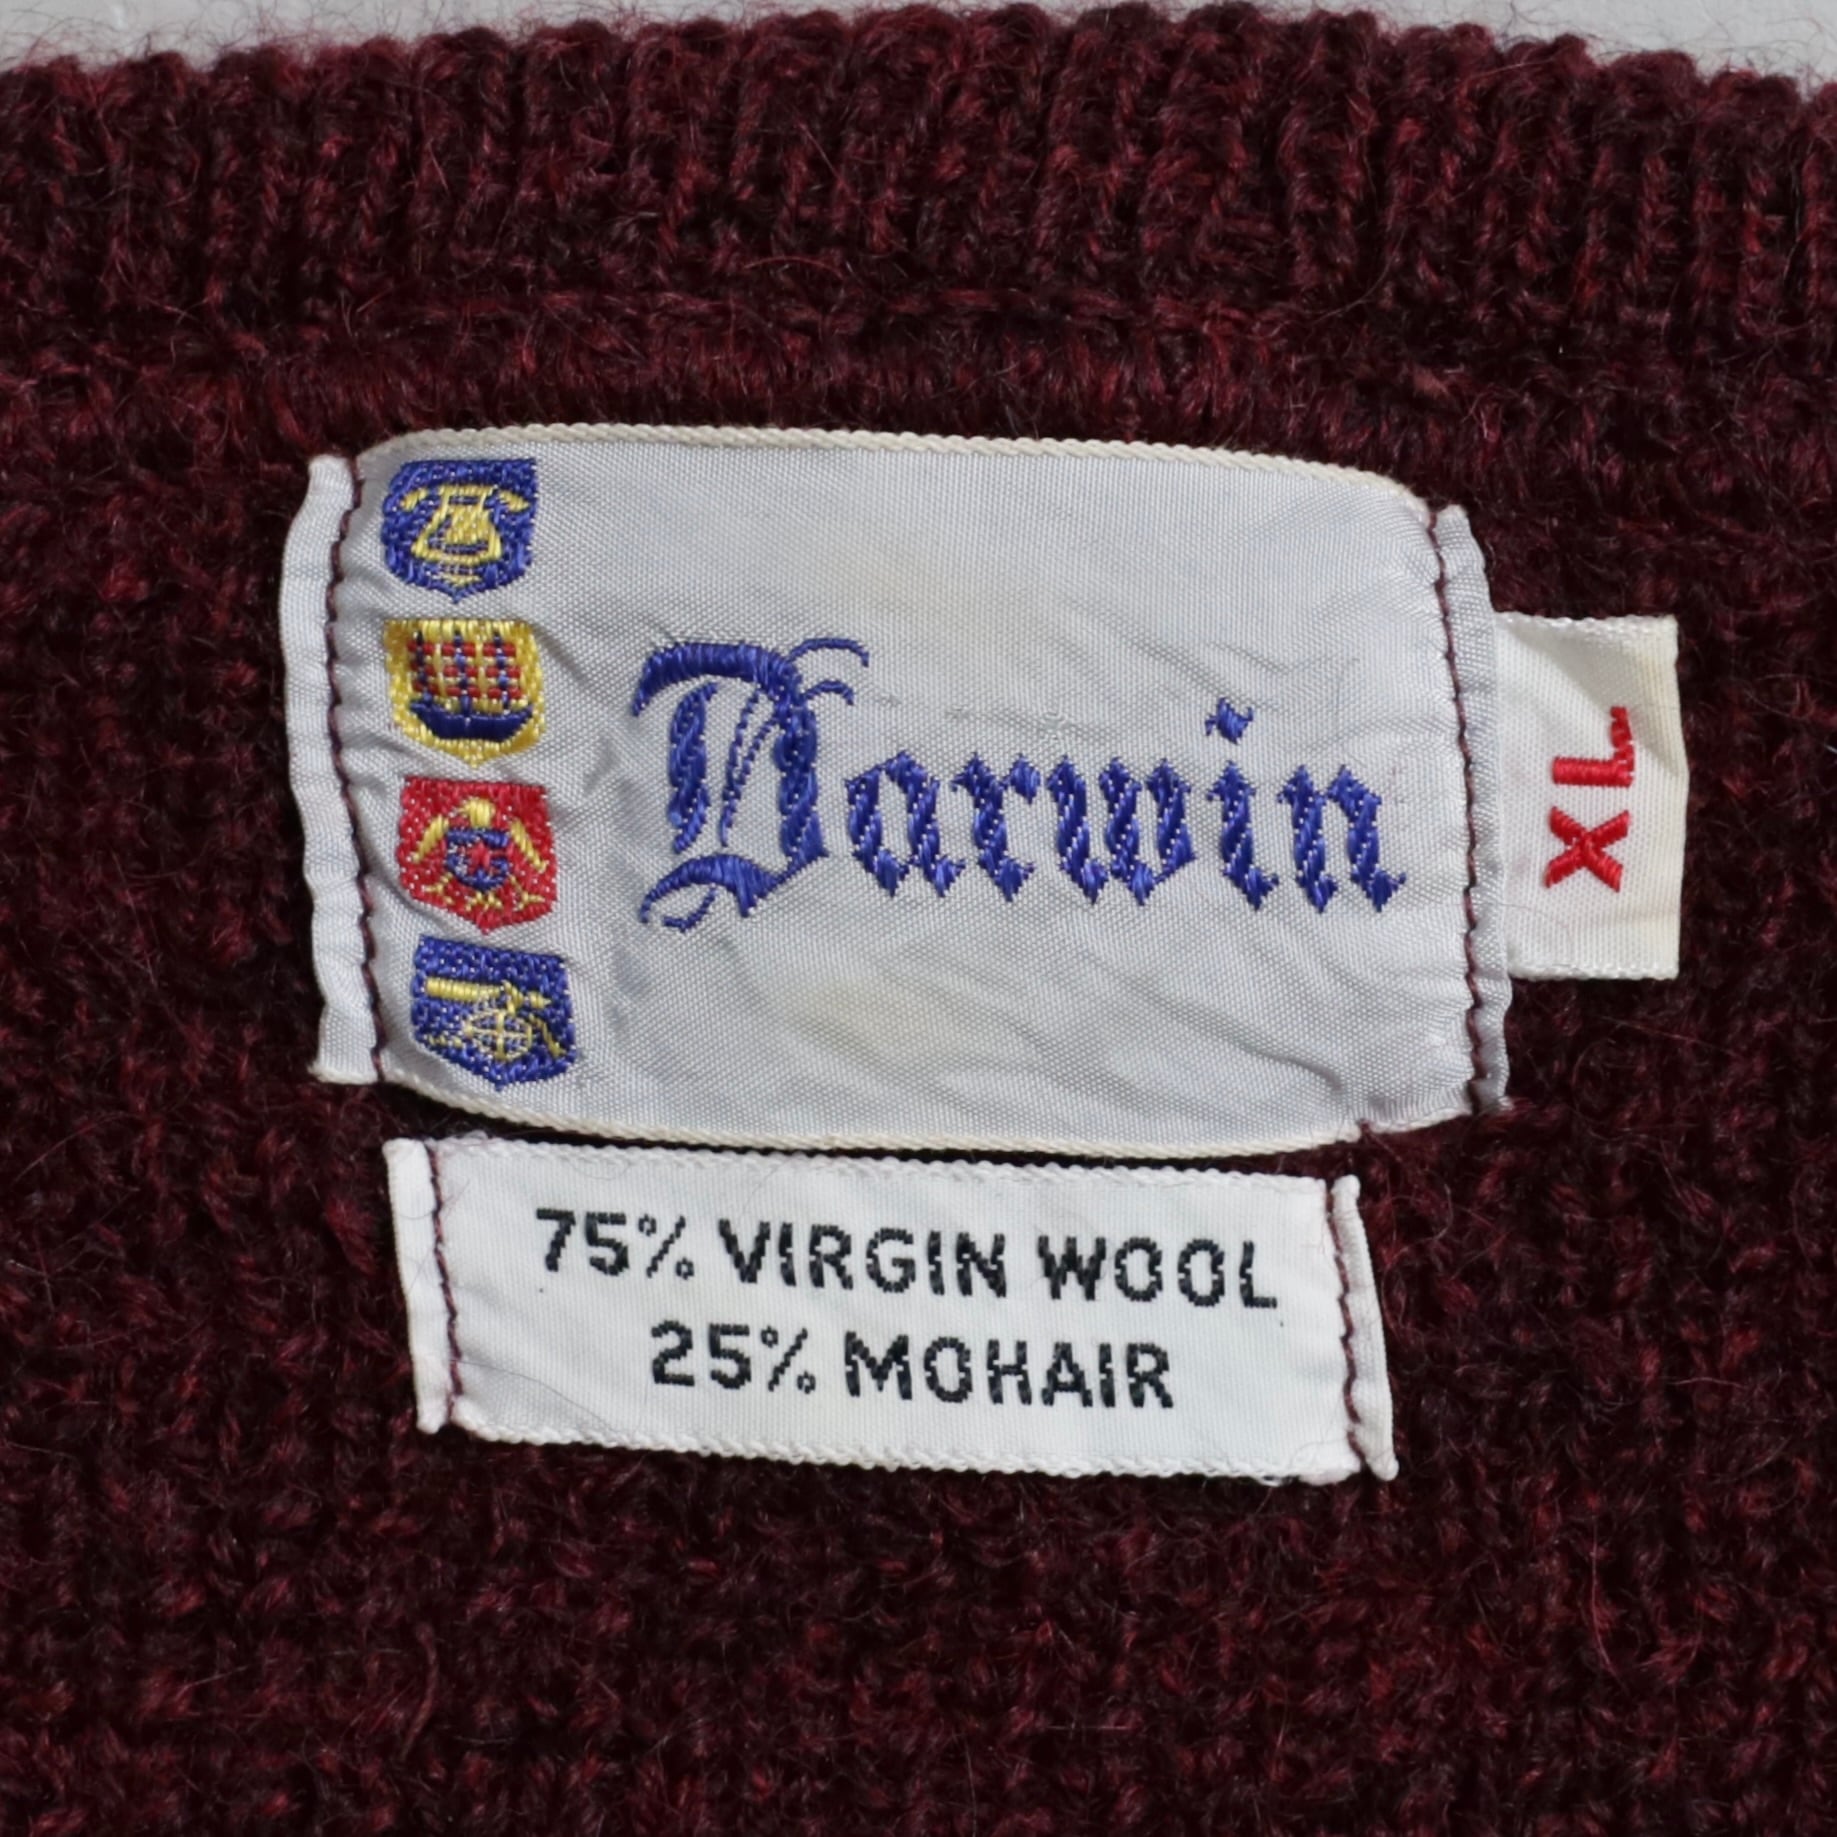 Darwin
XL
75% VIRGIN WOOL
25% MOHAIR